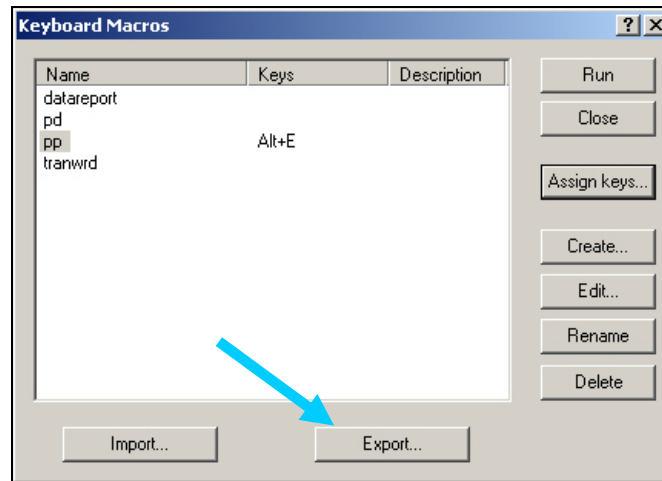 Keyboard Macros
Name Keys Description
datareport
pd
pp Alt+E
tranwrd
Run
Close
Assign keys...
Create...
Edit...
Rename
Delete
Import... Export...